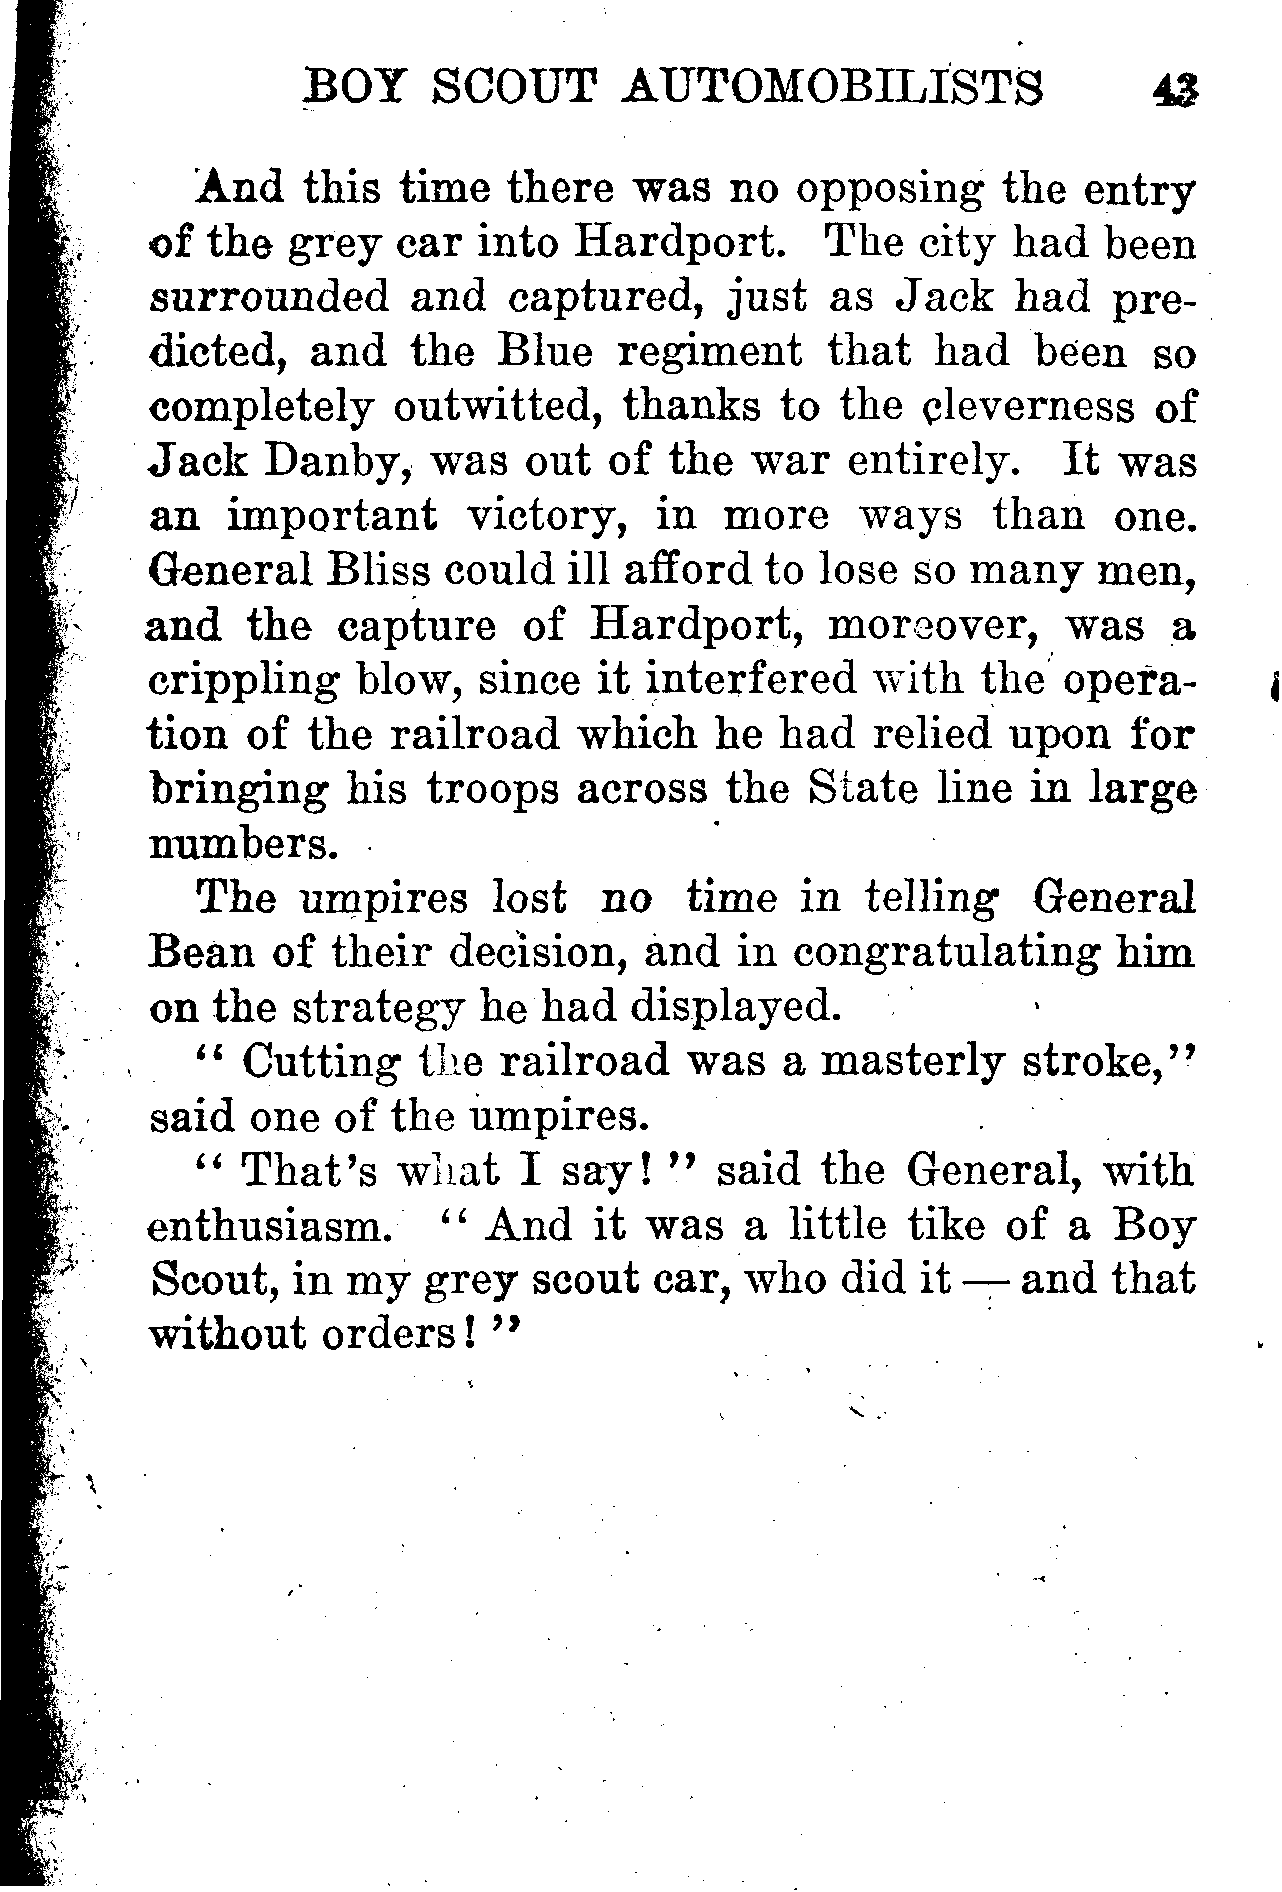 BOY SCOUT AUTOMOBILISTS 43
And this time there was no opposing the entry
of the grey car into Hardport. The city had been
surrounded and captured, just as Jack had pre-
dicted, and the Blue regiment that had been so
completely outwitted, thanks to the cleverness of
Jack Danby, was out of the war entirely. It was
an important victory, in more ways than one.
General Bliss could ill afford to lose so many men,
and the capture of Hardport, moreover, was a
crippling blow, since it interfered with the opera-
tion of the railroad which he had relied upon for
bringing his troops across the State line in large
numbers.
The umpires lost no time in telling General
Bean of their decision, and in congratulating him
on the strategy he had displayed.
“ Cutting the railroad was a masterly stroke,”
said one of the umpires.
“ That’s what I say! ” said the General, with
enthusiasm. “ And it was a little tike of a Boy
Scout, in my grey scout car, who did it — and that
without orders! ”